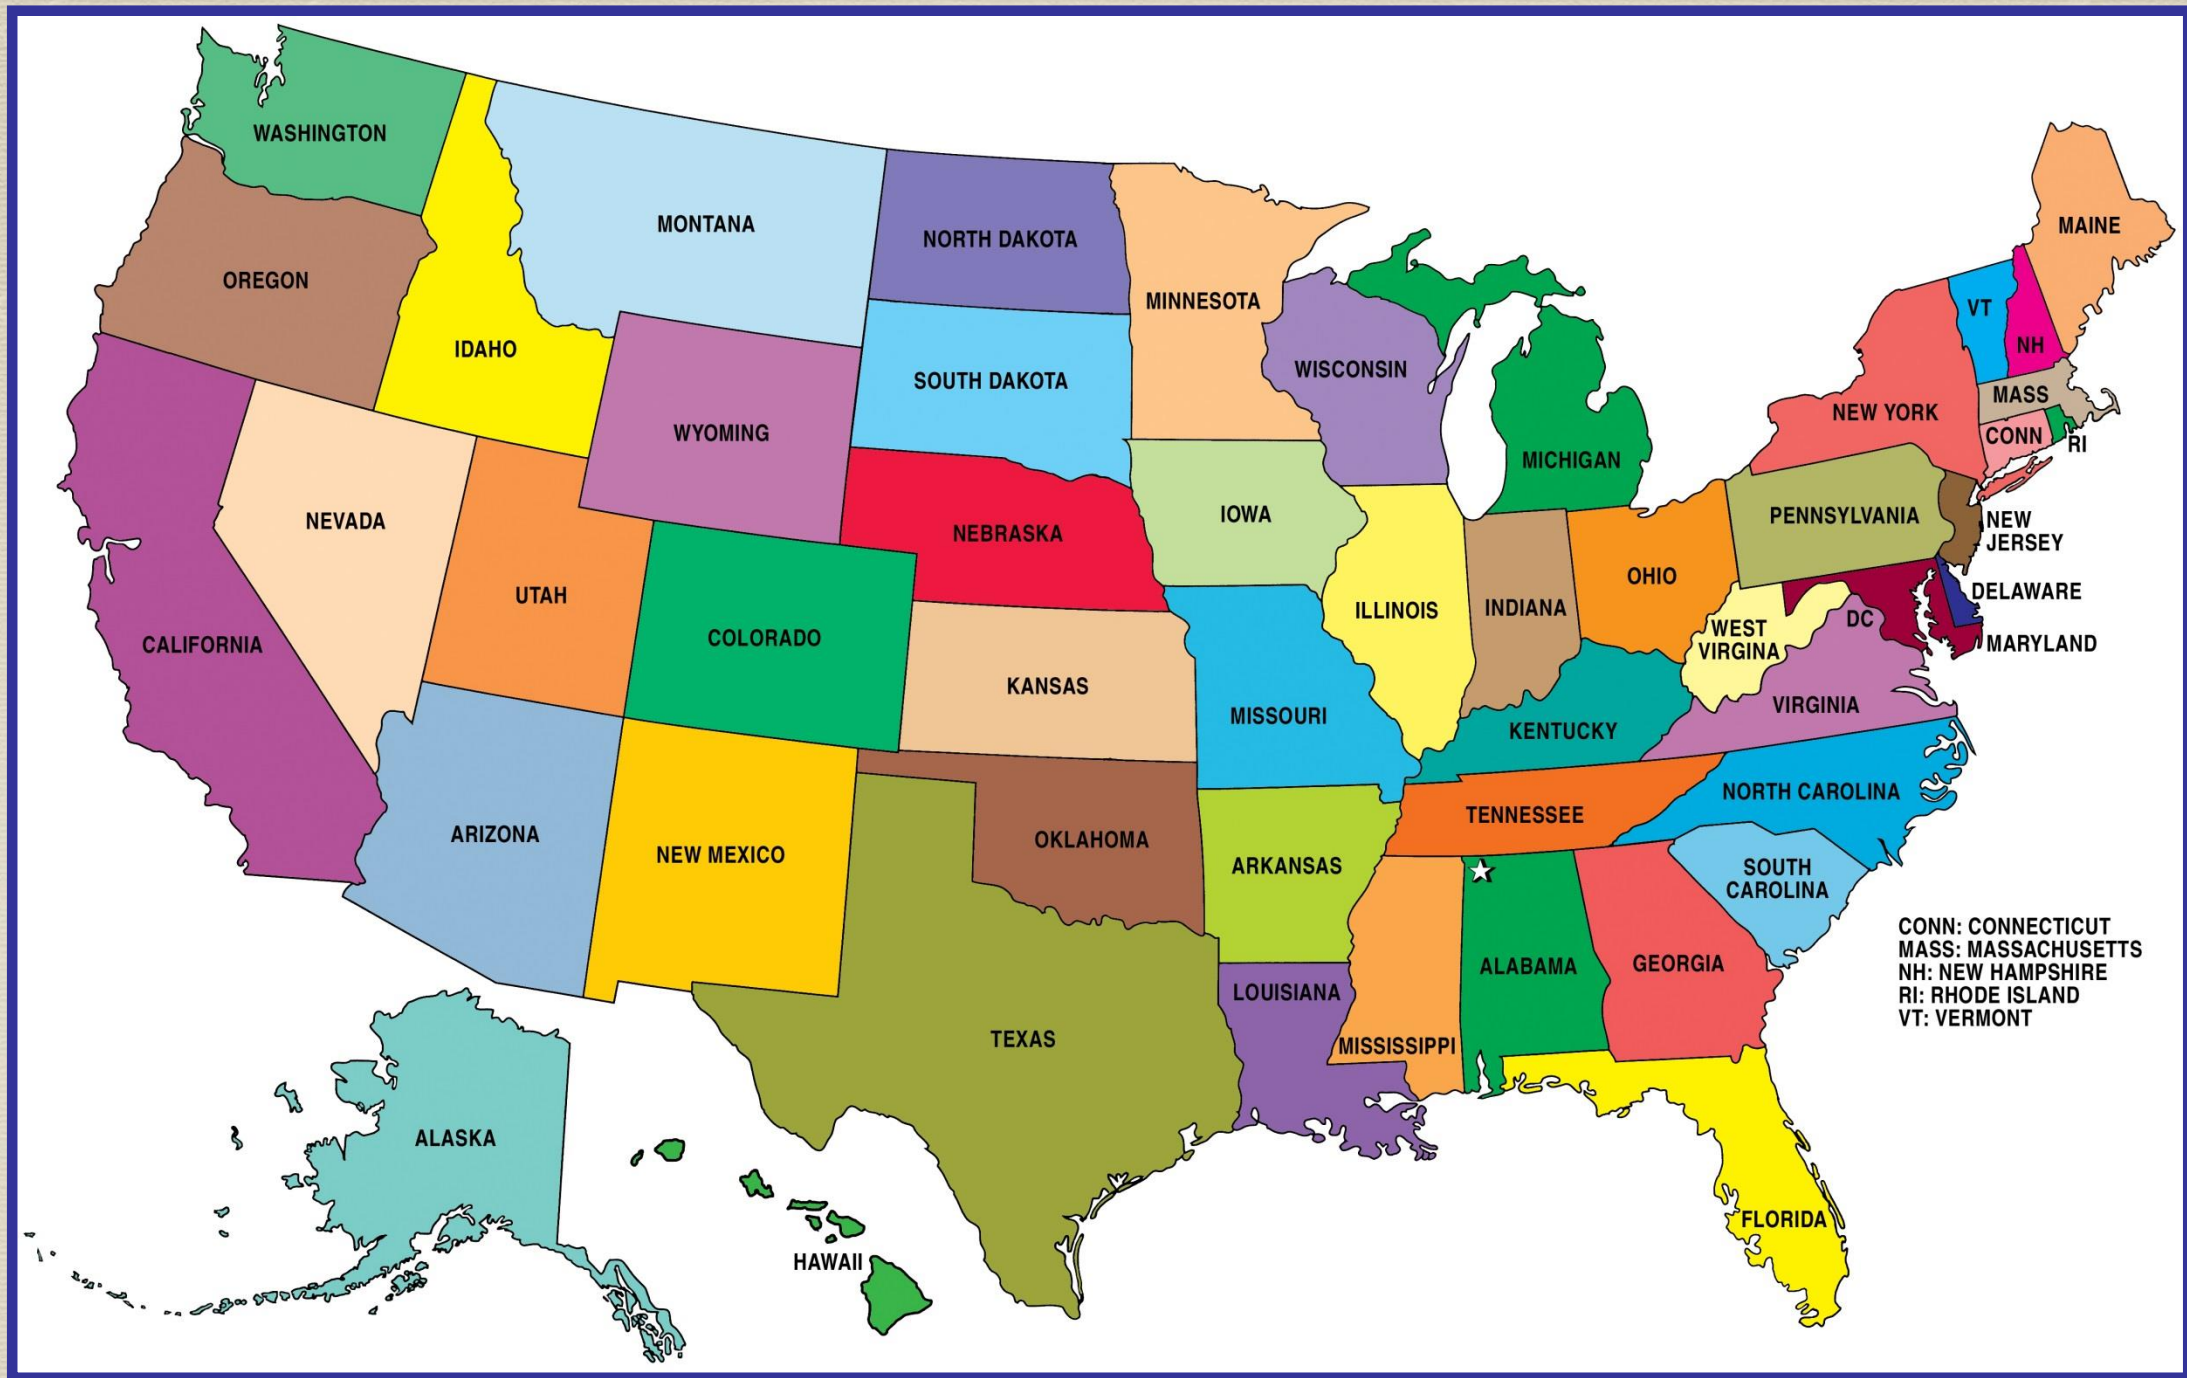 WASHINGTON
OREGON
CALIFORNIA
NEVADA
IDAHO
MONTANA
WYOMING
UTAH
COLORADO
ARIZONA
NEW MEXICO
NORTH DAKOTA
SOUTH DAKOTA
NEBRASKA
KANSAS
OKLAHOMA
TEXAS
MINNESOTA
IOWA
MISSOURI
ARKANSAS
LOUISIANA
WISCONSIN
ILLINOIS
MICHIGAN
INDIANA
OHIO
KENTUCKY
TENNESSEE
MISSISSIPPI
ALABAMA
GEORGIA
FLORIDA
SOUTH
CAROLINA
NORTH CAROLINA
VIRGINIA
WEST
VIRGINA
DC
MARYLAND
DELAWARE
NEW
JERSEY
PENNSYLVANIA
NEW YORK
CONN
RI
MASS
VT
NH
MAINE
ALASKA
HAWAII
CONN: CONNECTICUT
MASS: MASSACHUSETTS
NH: NEW HAMPSHIRE
RI: RHODE ISLAND
VT: VERMONT